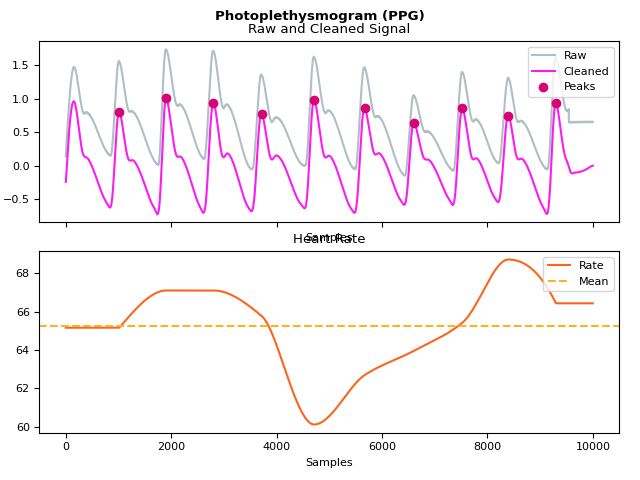 Photoplethysmogram (PPG)
Raw and Cleaned Signal
1.5
1.0
0.5
0.0
−0.5
Raw
Cleaned
Peaks
Samples
Heart Rate
68
66
64
62
60
Rate
Mean
0 2000 4000 6000 8000 10000
Samples